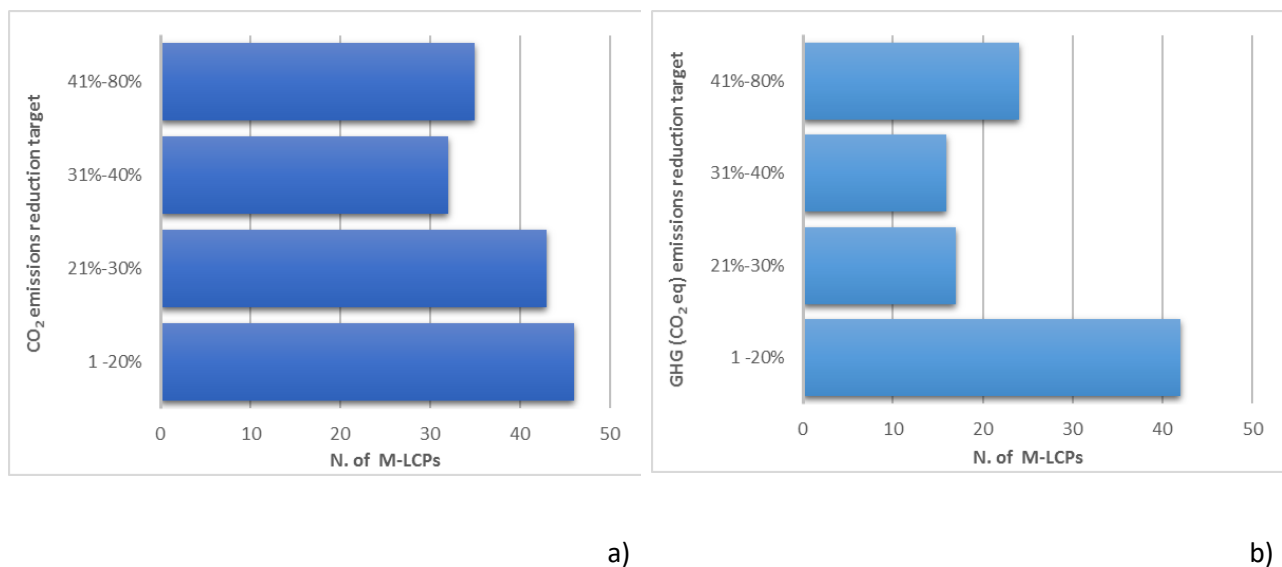 CO₂ emissions reduction target
41%-80%
31%-40%
21%-30%
1 -20%
0 10 20 30 40 50
N. of M-LCPs
a)
GHG (CO₂ eq) emissions reduction target
41%-80%
31%-40%
21%-30%
1 -20%
0 10 20 30 40 50
N. of M-LCPs
b)